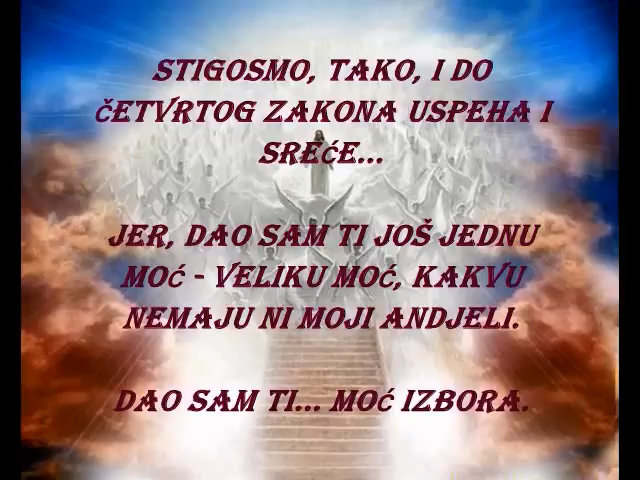 STIGOSMO, TAKO, I DO
ČETVRTOG ZAKONA USPEHA I
SREĆE...
JER, DAO SAM TI JOŠ JEDNU
MOĆ - VELIKU MOĆ, KAKVU
NEMAJU NI MOJI ANDJELI.
DAO SAM TI... MOĆ IZBORA.